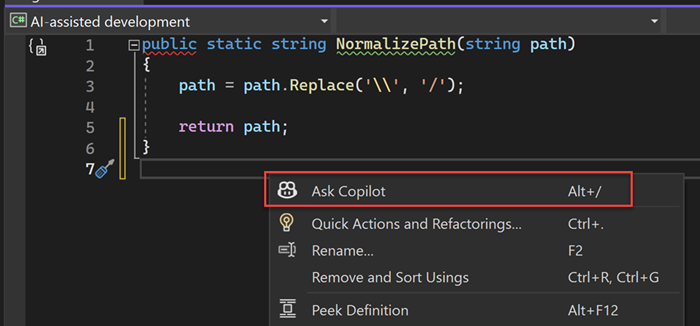 C# AI-assisted development
1 public static string NormalizePath(string path)
2 {
3 path = path.Replace('\\', '/');
4
5 return path;
6 }
7
Ask Copilot Alt+/
Quick Actions and Refactorings... Ctrl+.
Rename... F2
Remove and Sort Usings Ctrl+R, Ctrl+G
Peek Definition Alt+F12